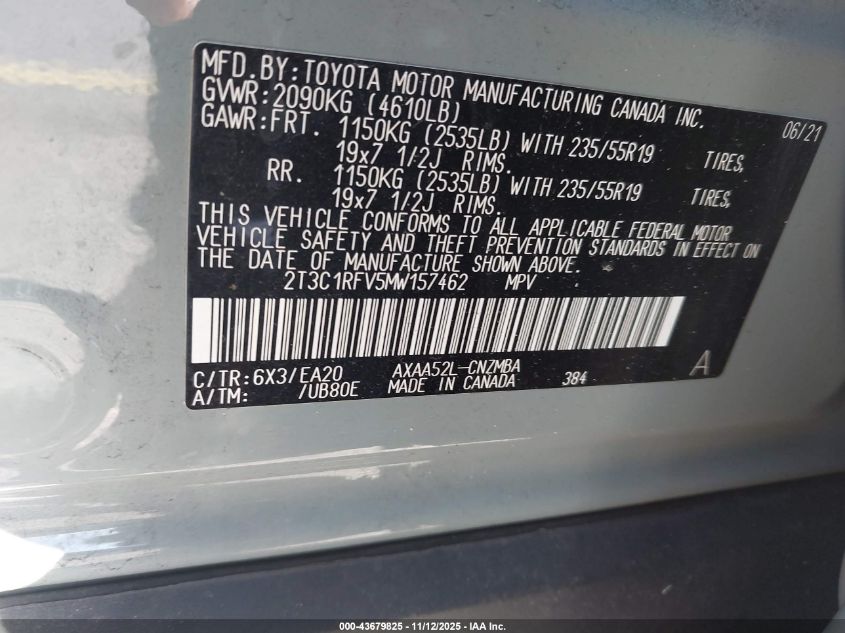 MFD.BY:TOYOTA MOTOR MANUFACTURING CANADA INC. 06/21
GVWR:2090KG (4610LB)
GAWR:FRT. 1150KG (2535LB) WITH 235/55R19 TIRES,
19x7 1/2J RIMS.
RR. 1150KG (2535LB) WITH 235/55R19 TIRES,
19x7 1/2J RIMS.
THIS VEHICLE CONFORMS TO ALL APPLICABLE FEDERAL MOTOR
VEHICLE SAFETY AND THEFT PREVENTION STANDARDS IN EFFECT ON
THE DATE OF MANUFACTURE SHOWN ABOVE.
2T3C1RFV5MW157462 MPV
C/TR:6X3/EA20 AXAA52L-CNZMBA A
A/TM: /UB80E MADE IN CANADA 384
000-43679825 - 11/12/2025 - IAA Inc.